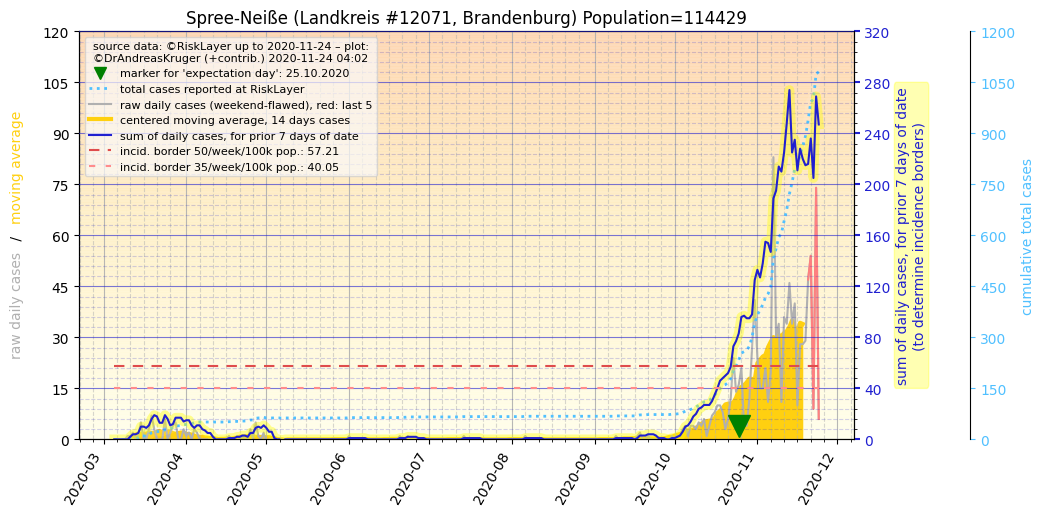 Spree-Neiße (Landkreis #12071, Brandenburg) Population=114429
source data: ©RiskLayer up to 2020-11-24 – plot:
©DrAndreasKruger (+contrib.) 2020-11-24 04:02
marker for 'expectation day': 25.10.2020
total cases reported at RiskLayer
raw daily cases (weekend-flawed), red: last 5
centered moving average, 14 days cases
sum of daily cases, for prior 7 days of date
incid. border 50/week/100k pop.: 57.21
incid. border 35/week/100k pop.: 40.05
raw daily cases / moving average
120
105
90
75
60
45
30
15
0
320
280
240
200
160
120
80
40
0
sum of daily cases, for prior 7 days of date
(to determine incidence borders)
1200
1050
900
750
600
450
300
150
0
cumulative total cases
2020-03
2020-04
2020-05
2020-06
2020-07
2020-08
2020-09
2020-10
2020-11
2020-12